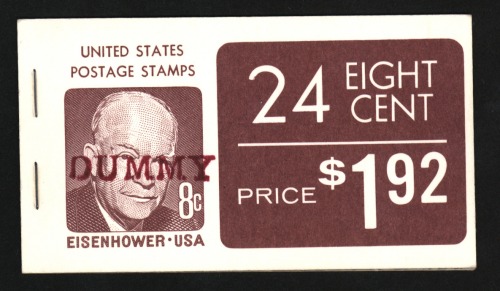 UNITED STATES
POSTAGE STAMPS
DUMMY
8c
EISENHOWER·USA
24 EIGHT CENT
PRICE $1.92